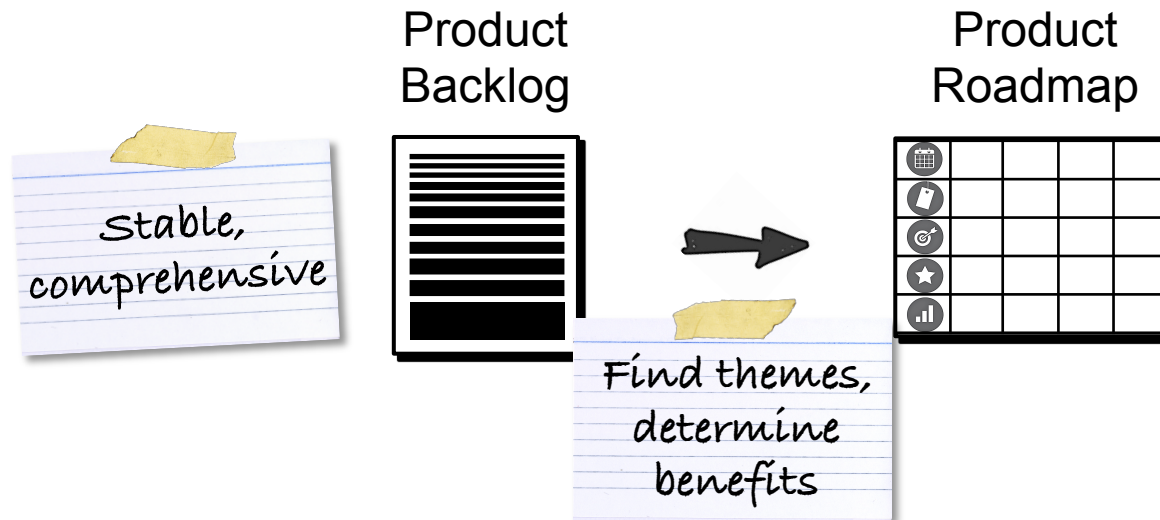 Product
Backlog
Product
Roadmap
Stable,
comprehensive
Find themes,
determine
benefits